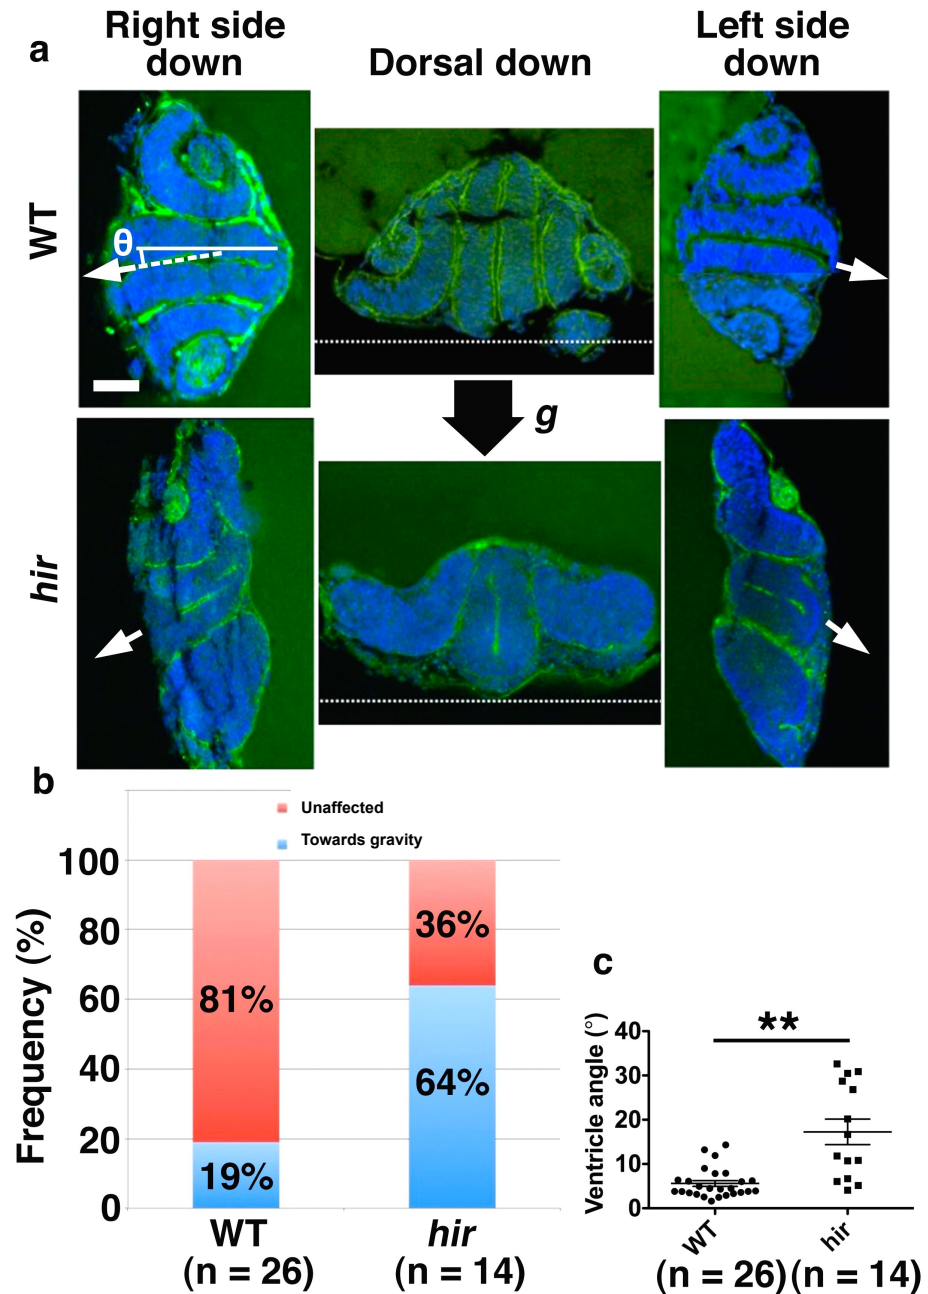 a
Right side
down
Dorsal down
Left side
down
WT
θ
g
hir
b
Unaffected
Towards gravity
Frequency (%)
100
80
60
40
20
0
81%
19%
36%
64%
WT
(n = 26)
hir
(n = 14)
c
**
Ventricle angle (°)
40
30
20
10
0
WT
(n = 26)
hir
(n = 14)